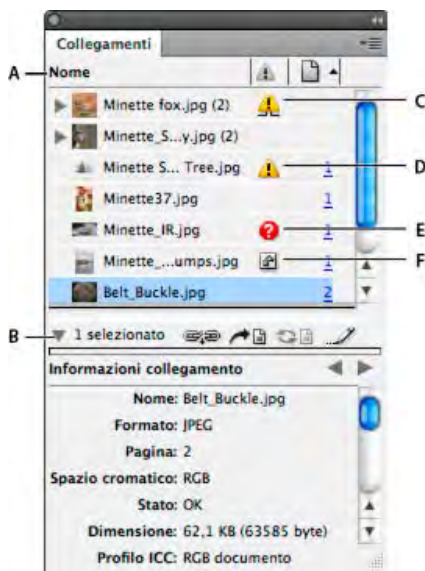 Collegamenti
A Nome
Minette fox.jpg (2) C
Minette_S...y.jpg (2)
Minette S... Tree.jpg 1 D
Minette37.jpg 1
Minette_IR.jpg ? 1 E
Minette_...umps.jpg 1 F
Belt_Buckle.jpg 2
B 1 selezionato
Informazioni collegamento
Nome: Belt_Buckle.jpg
Formato: JPEG
Pagina: 2
Spazio cromatico: RGB
Stato: OK
Dimensione: 62,1 KB (63585 byte)
Profilo ICC: RGB documento